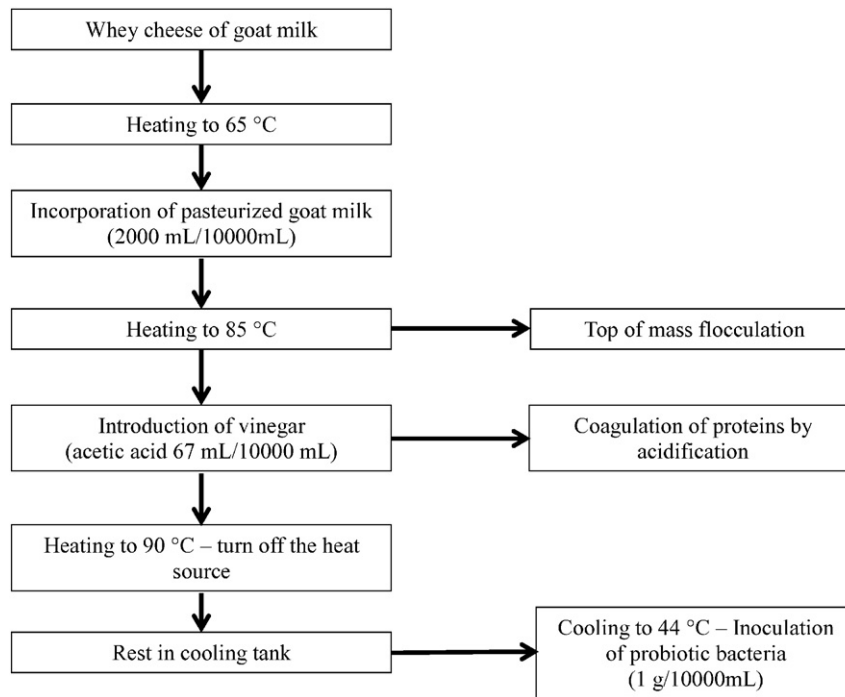 Whey cheese of goat milk
Heating to 65 °C
Incorporation of pasteurized goat milk
(2000 mL/10000mL)
Heating to 85 °C
Top of mass flocculation
Introduction of vinegar
(acetic acid 67 mL/10000 mL)
Coagulation of proteins by
acidification
Heating to 90 °C – turn off the heat
source
Rest in cooling tank
Cooling to 44 °C – Inoculation
of probiotic bacteria
(1 g/10000mL)